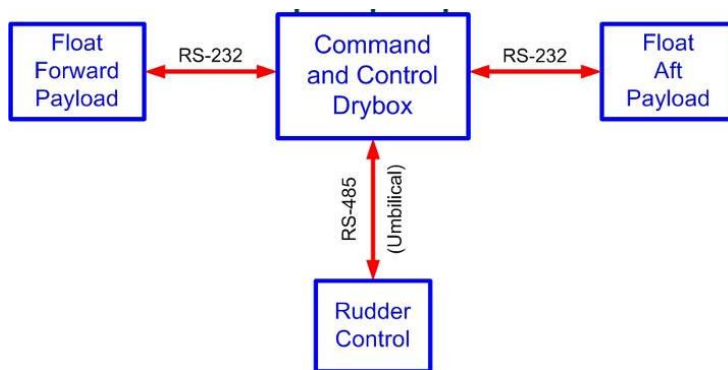 Float
Forward
Payload
RS-232
Command
and Control
Drybox
RS-232
Float
Aft
Payload
RS-485
(Umbilical)
Rudder
Control